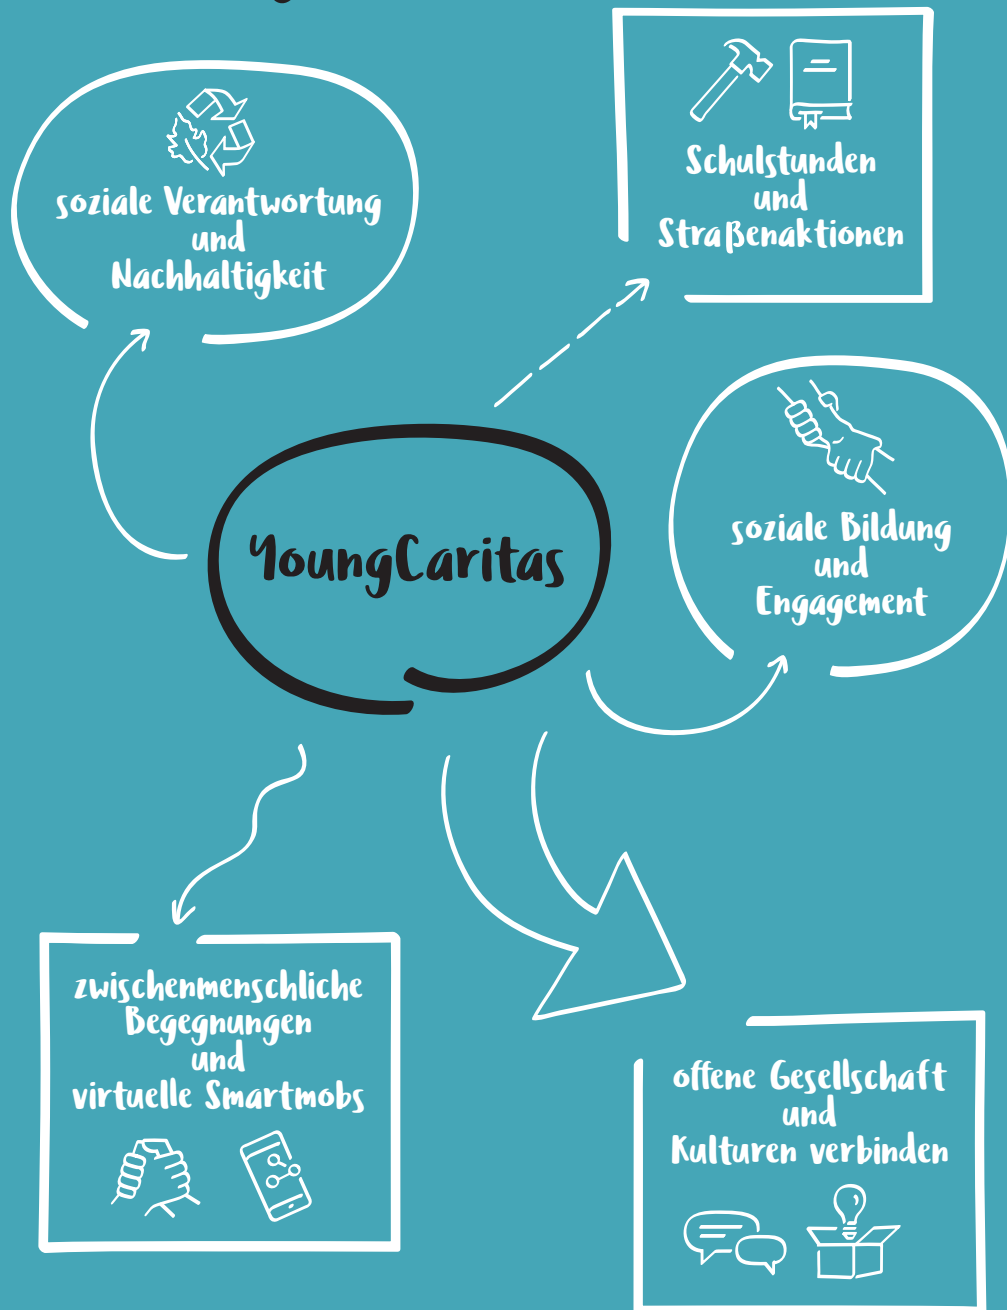 soziale Verantwortung
und
Nachhaltigkeit
Schulstunden
und
Straßenaktionen
YoungCaritas
soziale Bildung
und
Engagement
zwischenmenschliche
Begegnungen
und
virtuelle Smartmobs
offene Gesellschaft
und
Kulturen verbinden